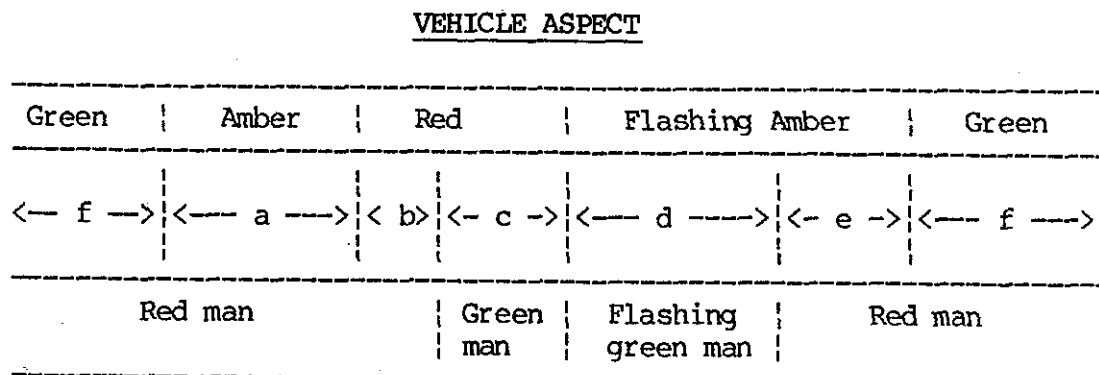 VEHICLE ASPECT
Green | Amber | Red | Flashing Amber | Green
<-- f --> <--- a ---> < b> <- c -> <--- d ----> <- e -> <--- f --->
Red man | Green | Flashing | Red man
man | green man